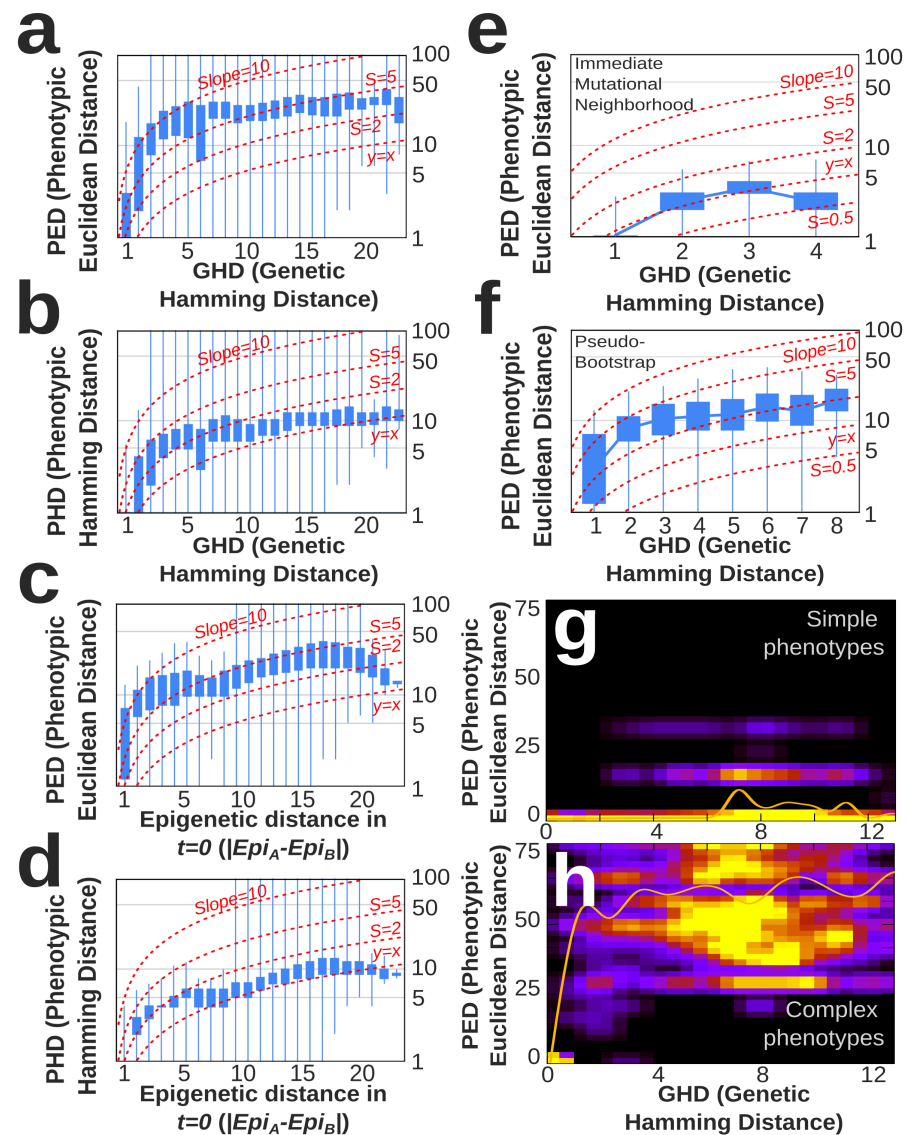 a
PED (Phenotypic
Euclidean Distance)
Slope=10
S=5
S=2
y=x
100
50
10
5
1
1 5 10 15 20
GHD (Genetic
Hamming Distance)
b
PHD (Phenotypic
Hamming Distance)
Slope=10
S=5
S=2
y=x
100
50
10
5
1
1 5 10 15 20
GHD (Genetic
Hamming Distance)
c
PED (Phenotypic
Euclidean Distance)
Slope=10
S=5
S=2
y=x
100
50
10
5
1
1 5 10 15 20
Epigenetic distance in
t=0 (|EpiA-EpiB|)
d
PHD (Phenotypic
Hamming Distance)
Slope=10
S=5
S=2
y=x
100
50
10
5
1
1 5 10 15 20
Epigenetic distance in
t=0 (|EpiA-EpiB|)
e
PED (Phenotypic
Euclidean Distance)
Immediate
Mutational
Neighborhood
Slope=10
S=5
S=2
y=x
S=0.5
100
50
10
5
1
1 2 3 4
GHD (Genetic
Hamming Distance)
f
PED (Phenotypic
Euclidean Distance)
Pseudo-
Bootstrap
Slope=10
S=5
y=x
S=0.5
100
50
10
5
1
1 2 3 4 5 6 7 8
GHD (Genetic
Hamming Distance)
g
PED (Phenotypic
Euclidean Distance)
Simple
phenotypes
75
50
25
0
0 4 8 12
h
PED (Phenotypic
Euclidean Distance)
Complex
phenotypes
75
50
25
0
0 4 8 12
GHD (Genetic
Hamming Distance)